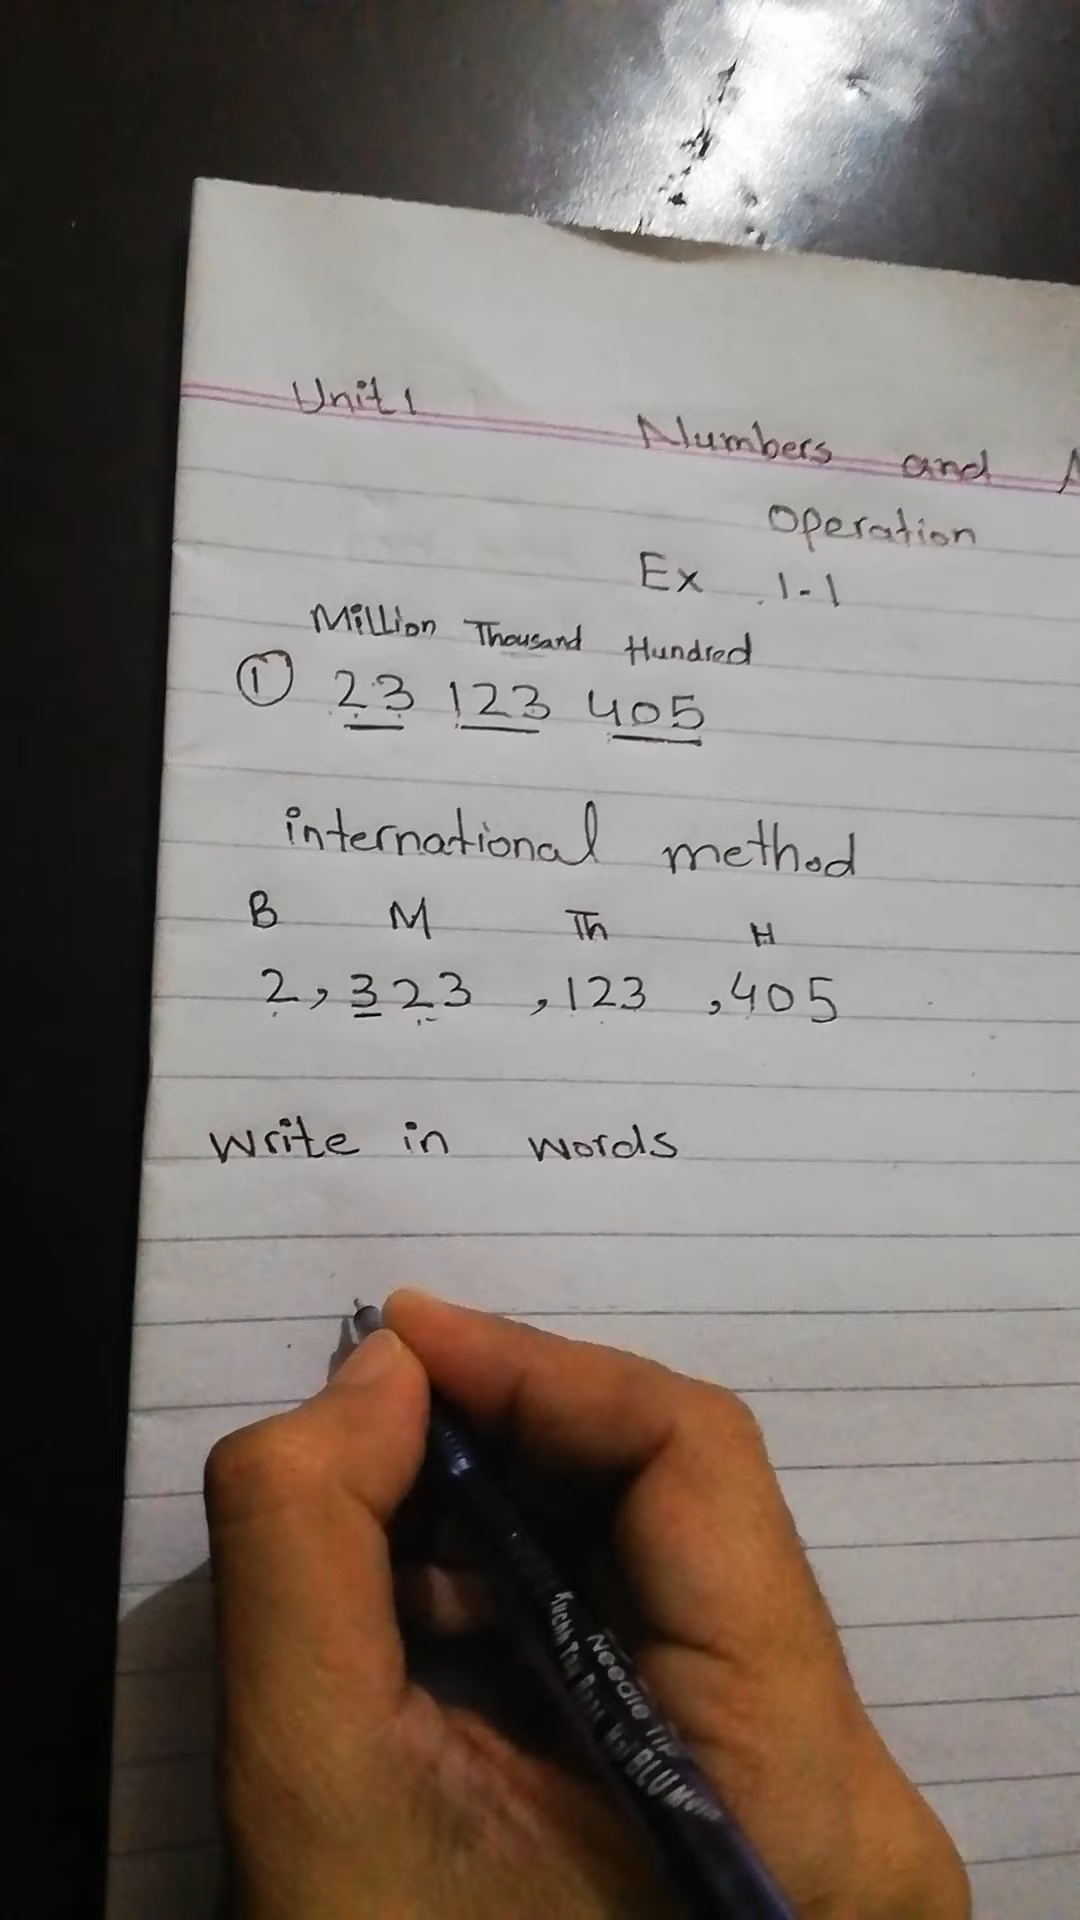 Unit 1
Numbers and
Operation
Ex 1-1
Million Thousand Hundred
① 23 123 405
international method
B M Th H
2, 323 ,123 ,405
Write in words
Needle Tip